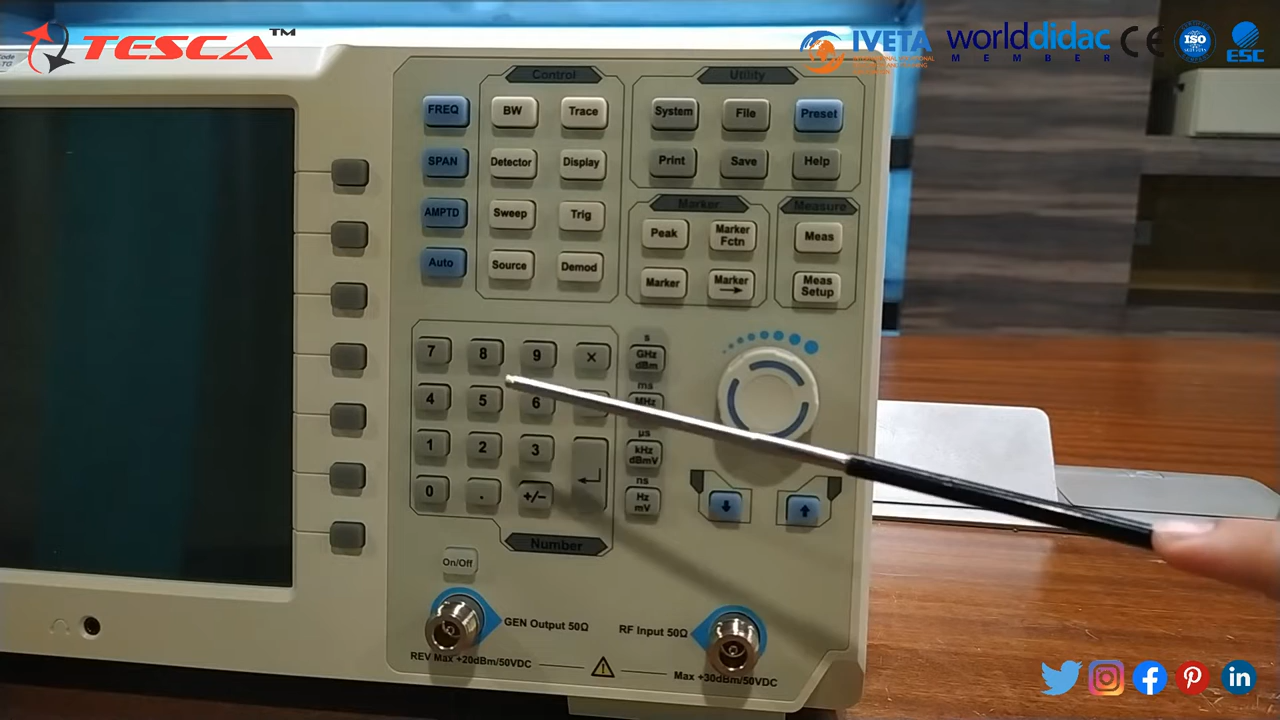 TESCA™
IVETA
worlddidac
MEMBER
CE
ISO
ESC
Code
TG
Control
Utility
FREQ
BW
Trace
System
File
Preset
SPAN
Detector
Display
Print
Save
Help
AMPTD
Sweep
Trig
Marker
Measure
Peak
Marker
Fctn
Meas
Auto
Source
Demod
Marker
Marker
Meas
Setup
7
8
9
×
s
GHz
dBm
4
5
6
ms
MHz
1
2
3
µs
kHz
dBmV
0
.
+/−
ns
Hz
mV
Number
On/Off
GEN Output 50Ω
RF Input 50Ω
REV Max +20dBm/50VDC
Max +30dBm/50VDC
in